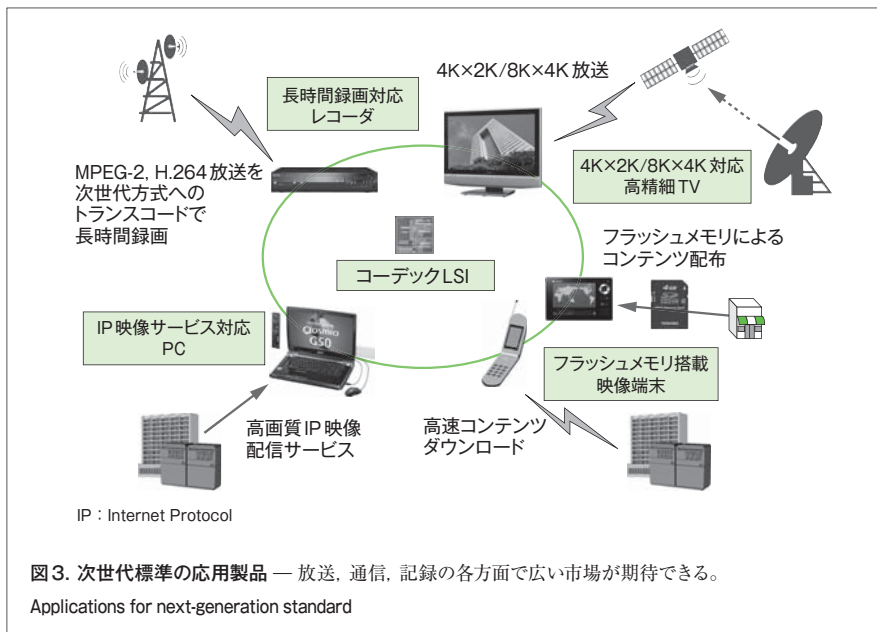 4K×2K/8K×4K 放送
長時間録画対応
レコーダ
MPEG-2, H.264 放送を
次世代方式への
トランスコードで
長時間録画
4K×2K/8K×4K 対応
高精細TV
フラッシュメモリによる
コンテンツ配布
コーデックLSI
IP 映像サービス対応
PC
Qosmio
G50
フラッシュメモリ搭載
映像端末
高画質 IP 映像
配信サービス
高速コンテンツ
ダウンロード
IP：Internet Protocol
図3. 次世代標準の応用製品 — 放送, 通信, 記録の各方面で広い市場が期待できる。
Applications for next-generation standard